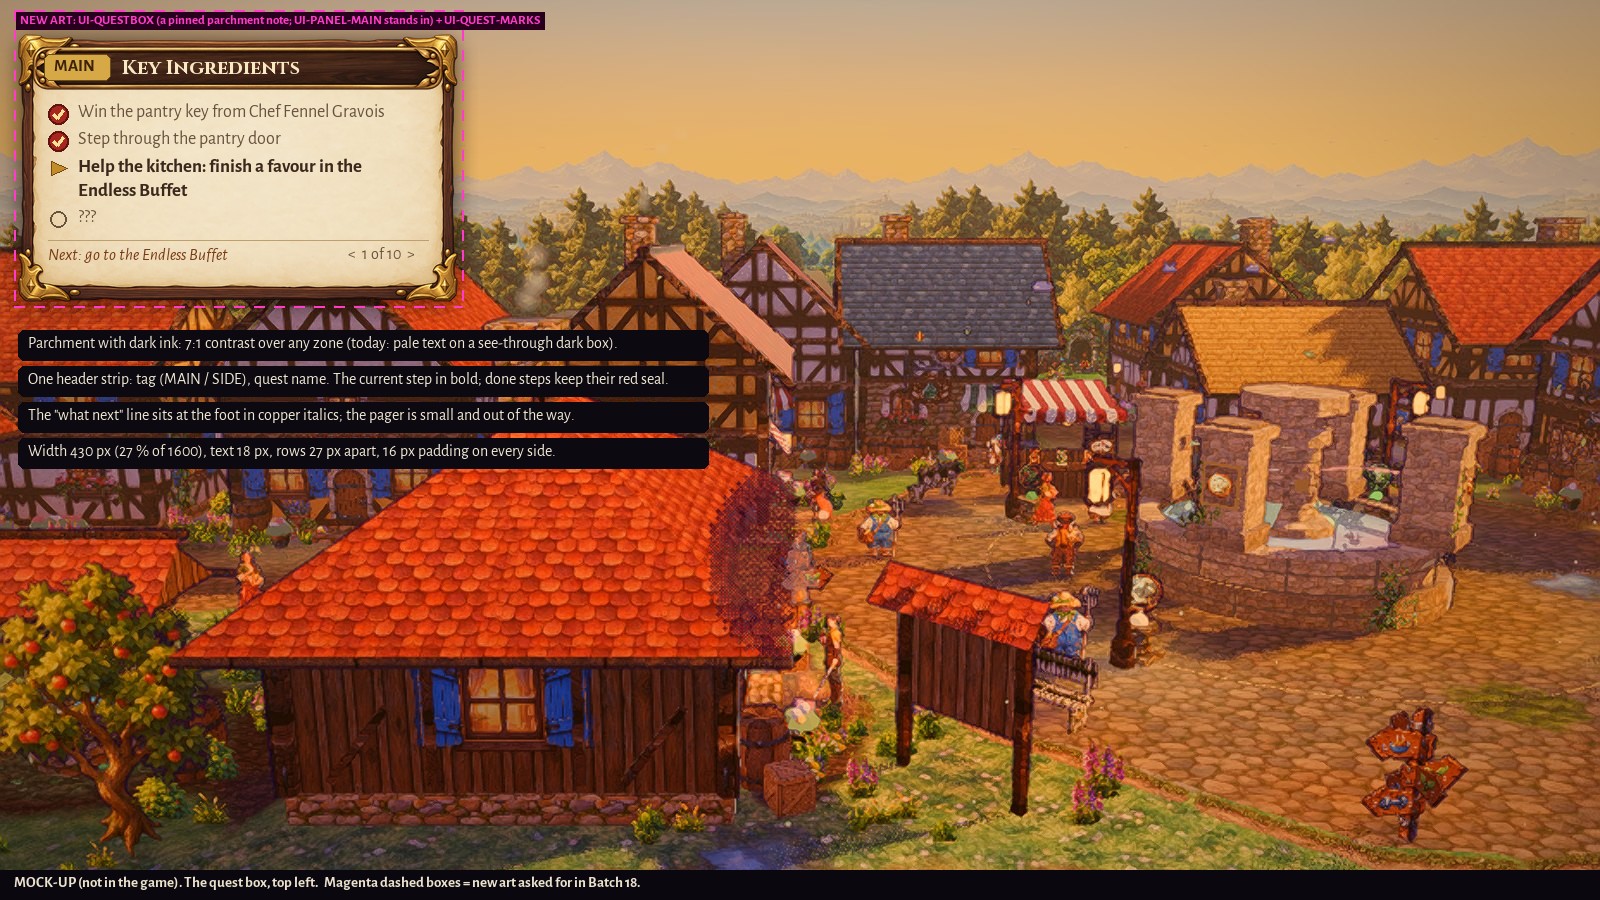 NEW ART: UI-QUESTBOX (a pinned parchment note; UI-PANEL-MAIN stands in) + UI-QUEST-MARKS
MAIN Key Ingredients
Win the pantry key from Chef Fennel Gravois
Step through the pantry door
Help the kitchen: finish a favour in the
Endless Buffet
???
Next: go to the Endless Buffet < 1 of 10 >
Parchment with dark ink: 7:1 contrast over any zone (today: pale text on a see-through dark box).
One header strip: tag (MAIN / SIDE), quest name. The current step in bold; done steps keep their red seal.
The "what next" line sits at the foot in copper italics; the pager is small and out of the way.
Width 430 px (27 % of 1600), text 18 px, rows 27 px apart, 16 px padding on every side.
MOCK-UP (not in the game). The quest box, top left. Magenta dashed boxes = new art asked for in Batch 18.